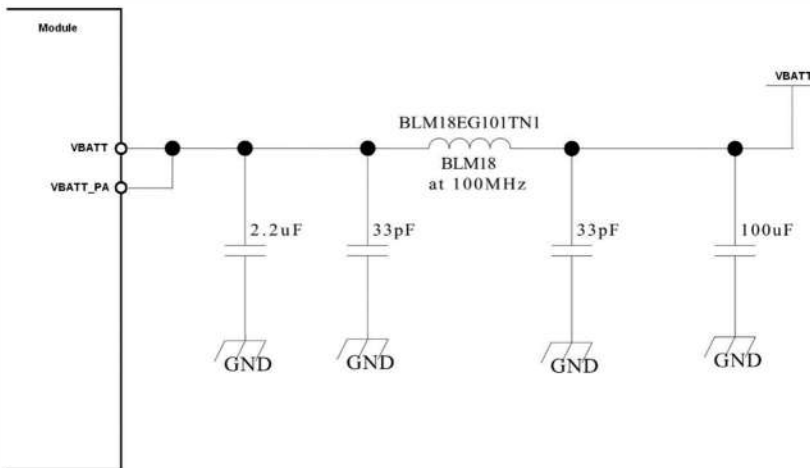 Module
VBATT
BLM18EG101TN1
VBATT
BLM18
VBATT_PA
at 100MHz
2.2uF
33pF
33pF
100uF
GND
GND
GND
GND